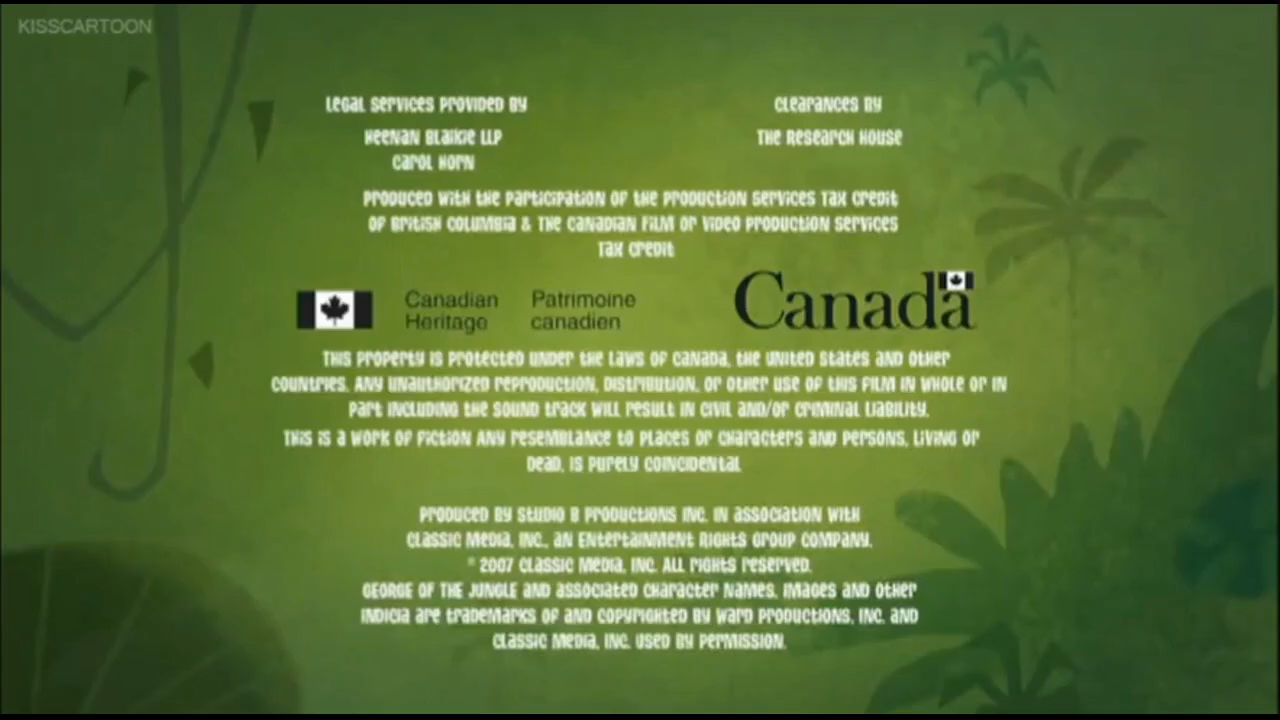 KISSCARTOON
Legal Services Provided By
Clearances By
Heenan Blaikie LLP
The Research House
Carol Horn
Produced with the participation of the Production Services Tax Credit
of British Columbia & The Canadian Film or Video Production Services
Tax Credit
Canadian Heritage
Patrimoine canadien
Canada
This property is protected under the laws of Canada, the United States and other
countries. Any unauthorized reproduction, distribution, or other use of this film in whole or in
part including the sound track will result in civil and/or criminal liability.
This is a work of fiction any resemblance to places or characters and persons, living or
dead, is purely coincidental
Produced by Studio B Productions Inc. in association with
Classic Media, Inc., an Entertainment Rights Group Company.
© 2007 Classic Media, Inc. All rights reserved.
George of the Jungle and associated character names, images and other
indicia are trademarks of and copyrighted by Ward Productions, Inc. and
Classic Media, Inc. Used by permission.